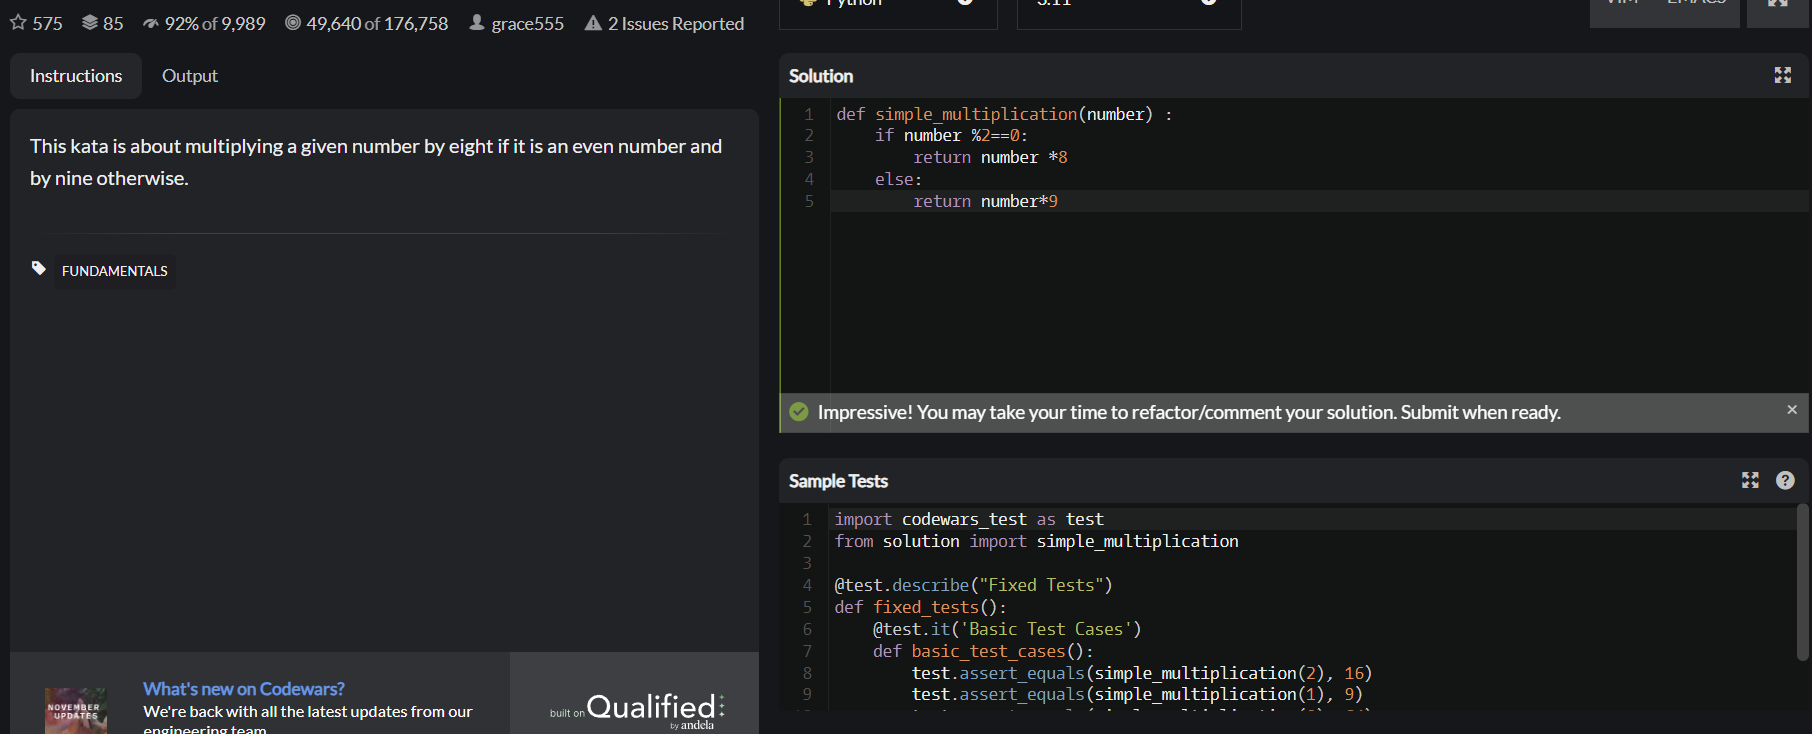 575 85 92% of 9,989 49,640 of 176,758 grace555 2 Issues Reported
Python 3.11 VIM EMACS
Instructions Output
This kata is about multiplying a given number by eight if it is an even number and
by nine otherwise.
FUNDAMENTALS
NOVEMBER
UPDATES
What's new on Codewars?
We're back with all the latest updates from our
engineering team
built on Qualified
by andela
Solution
1 def simple_multiplication(number) :
2     if number %2==0:
3         return number *8
4     else:
5         return number*9
Impressive! You may take your time to refactor/comment your solution. Submit when ready. ×
Sample Tests ?
1 import codewars_test as test
2 from solution import simple_multiplication
3
4 @test.describe("Fixed Tests")
5 def fixed_tests():
6     @test.it('Basic Test Cases')
7     def basic_test_cases():
8         test.assert_equals(simple_multiplication(2), 16)
9         test.assert_equals(simple_multiplication(1), 9)